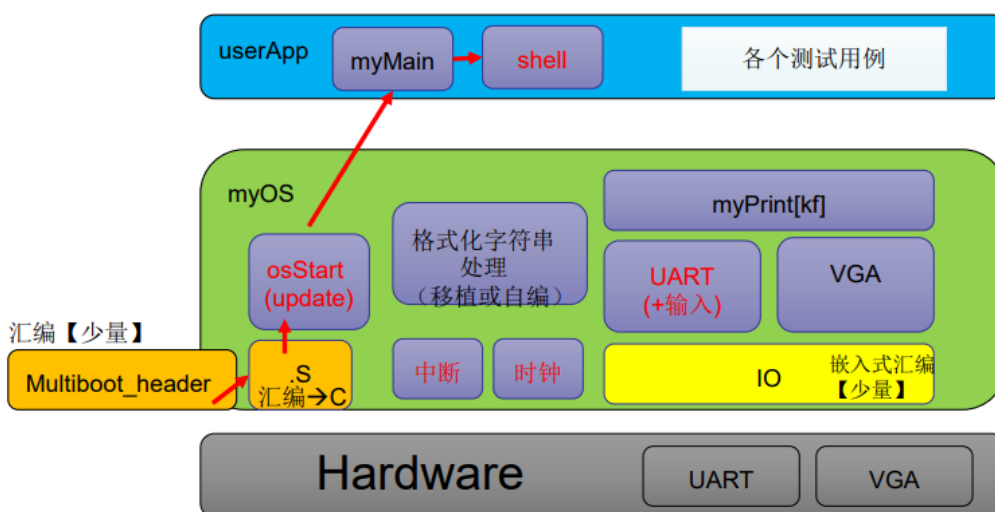 userApp
myMain
shell
各个测试用例
myOS
myPrint[kf]
格式化字符串
处理
（移植或自编）
osStart
(update)
UART
(+输入)
VGA
汇编【少量】
Multiboot_header
.S
汇编→C
中断
时钟
IO
嵌入式汇编
【少量】
Hardware
UART
VGA